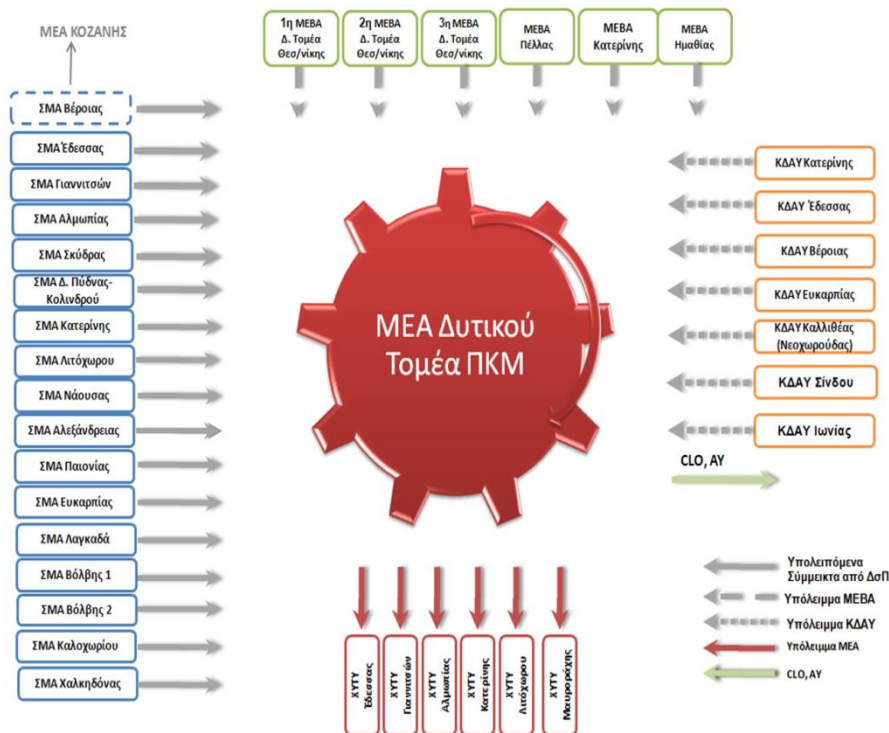 ΜΕΑ ΚΟΖΑΝΗΣ
1η ΜΕΒΑ
Δ. Τομέα
Θεσ/νίκης
2η ΜΕΒΑ
Δ. Τομέα
Θεσ/νίκης
3η ΜΕΒΑ
Δ. Τομέα
Θεσ/νίκης
ΜΕΒΑ
Πέλλας
ΜΕΒΑ
Κατερίνης
ΜΕΒΑ
Ημαθίας
ΣΜΑ Βέροιας
ΣΜΑ Έδεσσας
ΣΜΑ Γιαννιτσών
ΣΜΑ Αλμωπίας
ΣΜΑ Σκύδρας
ΣΜΑ Δ. Πύδνας-
Κολινδρού
ΣΜΑ Κατερίνης
ΣΜΑ Λιτόχωρου
ΣΜΑ Νάουσας
ΣΜΑ Αλεξάνδρειας
ΣΜΑ Παιονίας
ΣΜΑ Ευκαρπίας
ΣΜΑ Λαγκαδά
ΣΜΑ Βόλβης 1
ΣΜΑ Βόλβης 2
ΣΜΑ Καλοχωρίου
ΣΜΑ Χαλκηδόνας
ΜΕΑ Δυτικού
Τομέα ΠΚΜ
ΚΔΑΥ Κατερίνης
ΚΔΑΥ Έδεσσας
ΚΔΑΥ Βέροιας
ΚΔΑΥ Ευκαρπίας
ΚΔΑΥ Καλλιθέας
(Νεοχωρούδας)
ΚΔΑΥ Σίνδου
ΚΔΑΥ Ιωνίας
CLO, ΑΥ
ΧΥΤΥ
Έδεσσας
ΧΥΤΥ
Γιαννιτσών
ΧΥΤΥ
Αλμωπίας
ΧΥΤΥ
Κατερίνης
ΧΥΤΥ
Λιτόχωρου
ΧΥΤΥ
Μαυροράχης
Υπολειπόμενα
Σύμμεικτα από ΔσΠ
Υπόλειμμα ΜΕΒΑ
Υπόλειμμα ΚΔΑΥ
Υπόλειμμα ΜΕΑ
CLO, ΑΥ